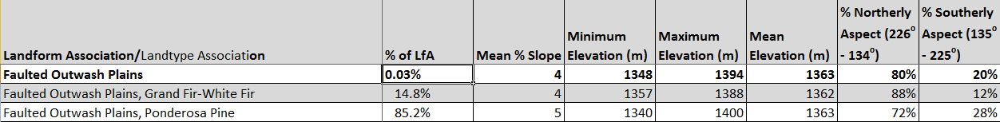 % Northerly % Southerly
Minimum Maximum Mean Aspect (226° Aspect (135°
Landform Association/Landtype Association % of LfA Mean % Slope Elevation (m) Elevation (m) Elevation (m) - 134°) - 225°)
Faulted Outwash Plains 0.03% 4 1348 1394 1363 80% 20%
Faulted Outwash Plains, Grand Fir-White Fir 14.8% 4 1357 1388 1362 88% 12%
Faulted Outwash Plains, Ponderosa Pine 85.2% 5 1340 1400 1363 72% 28%